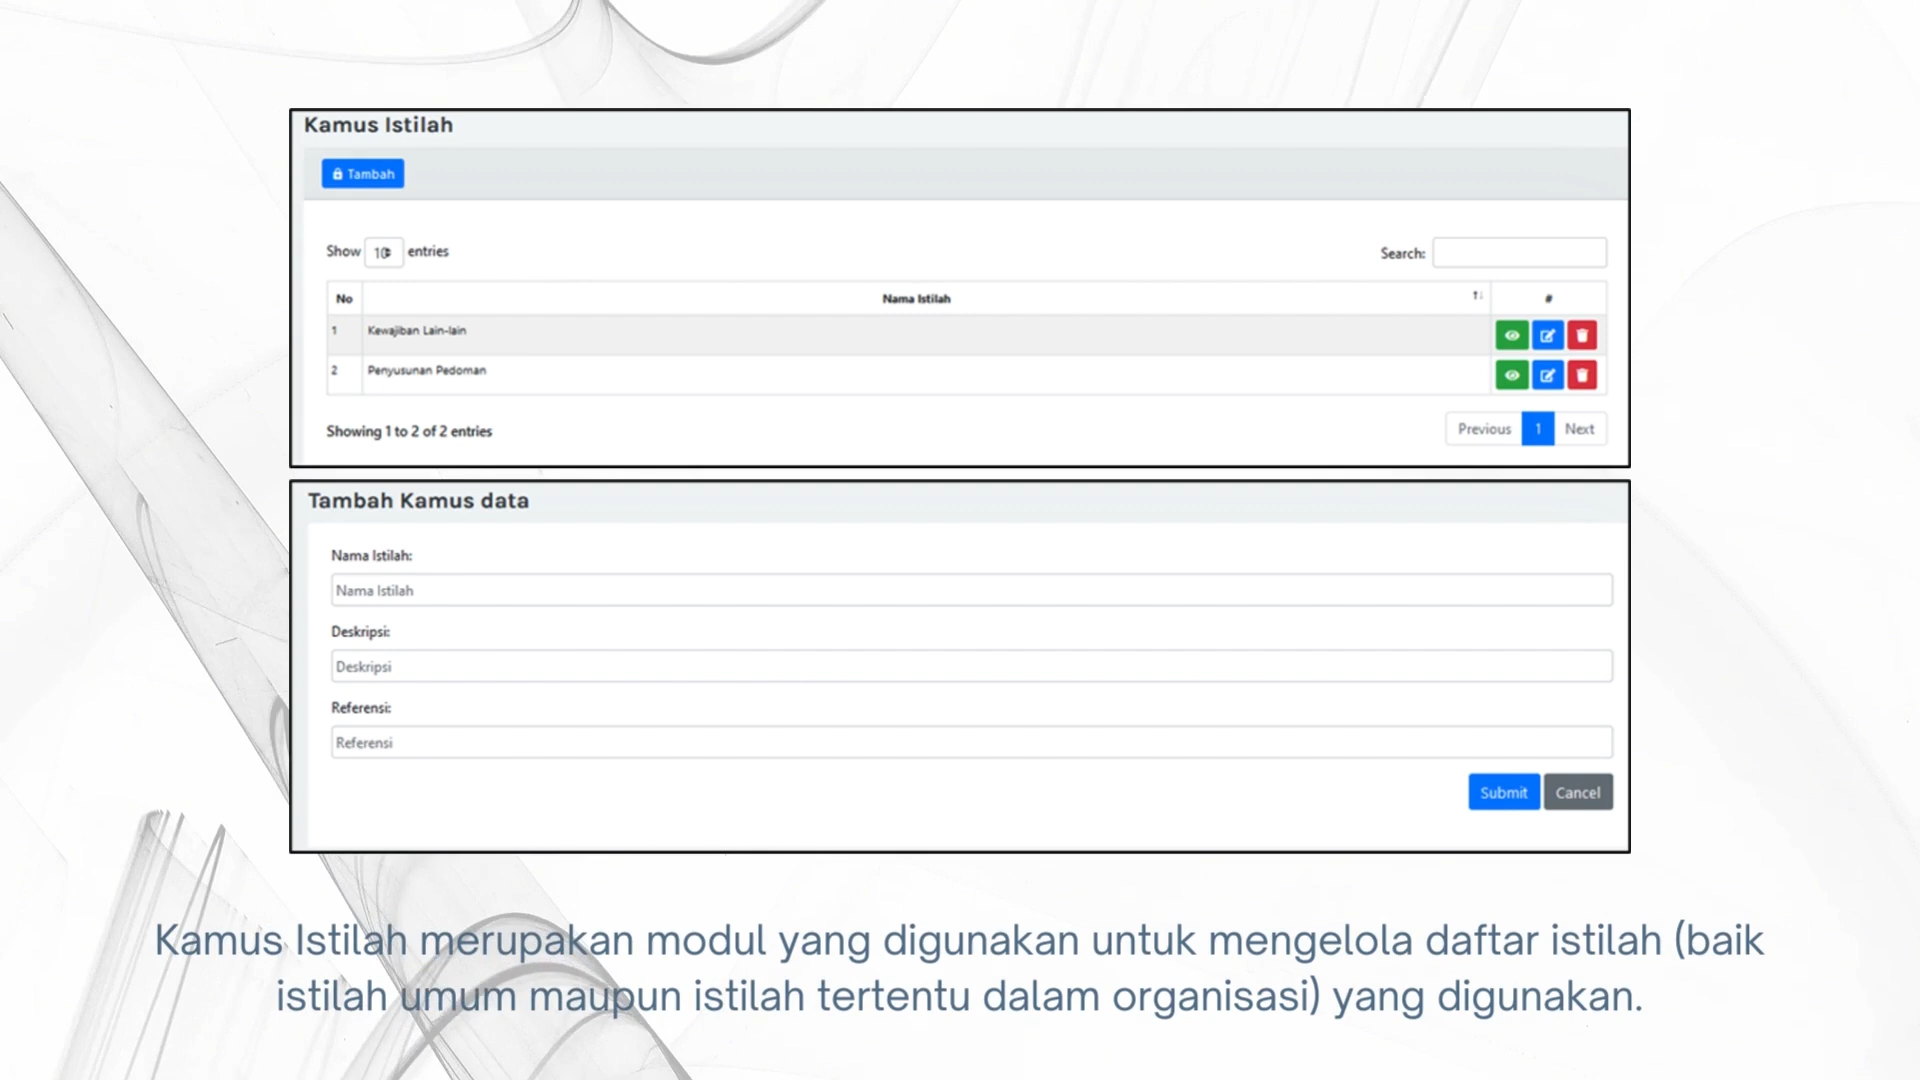 Kamus Istilah
Tambah
Show 10 entries
Search:
No Nama Istilah #
1 Kewajiban Lain-lain
2 Penyusunan Pedoman
Showing 1 to 2 of 2 entries
Previous 1 Next
Tambah Kamus data
Nama Istilah:
Nama Istilah
Deskripsi:
Deskripsi
Referensi:
Referensi
Submit Cancel
Kamus Istilah merupakan modul yang digunakan untuk mengelola daftar istilah (baik
istilah umum maupun istilah tertentu dalam organisasi) yang digunakan.